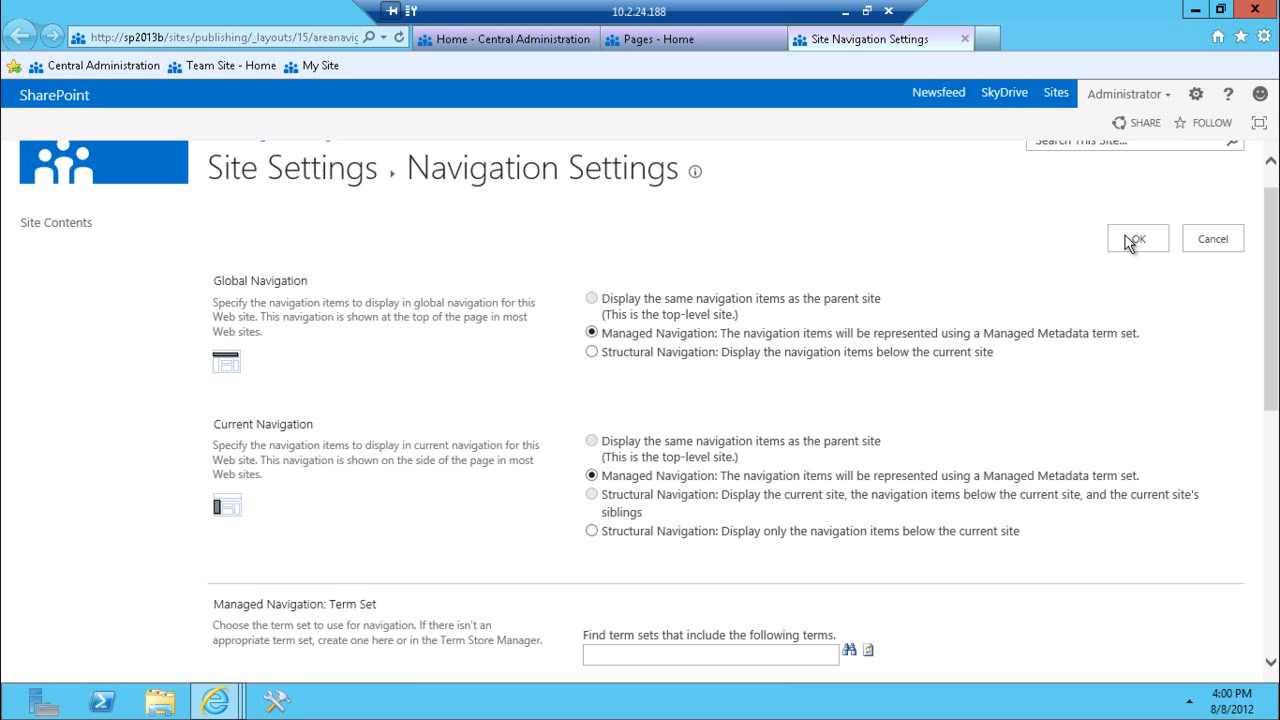 10.2.24.188
http://sp2013b/sites/publishing/_layouts/15/areanavig
Home - Central Administration
Pages - Home
Site Navigation Settings
Central Administration
Team Site - Home
My Site
SharePoint
Newsfeed
SkyDrive
Sites
Administrator
SHARE
FOLLOW
Search This Site...
Site Settings › Navigation Settings
Site Contents
OK
Cancel
Global Navigation
Specify the navigation items to display in global navigation for this
Web site. This navigation is shown at the top of the page in most
Web sites.
Display the same navigation items as the parent site
(This is the top-level site.)
Managed Navigation: The navigation items will be represented using a Managed Metadata term set.
Structural Navigation: Display the navigation items below the current site
Current Navigation
Specify the navigation items to display in current navigation for this
Web site. This navigation is shown on the side of the page in most
Web sites.
Display the same navigation items as the parent site
(This is the top-level site.)
Managed Navigation: The navigation items will be represented using a Managed Metadata term set.
Structural Navigation: Display the current site, the navigation items below the current site, and the current site's
siblings
Structural Navigation: Display only the navigation items below the current site
Managed Navigation: Term Set
Choose the term set to use for navigation. If there isn't an
appropriate term set, create one here or in the Term Store Manager.
Find term sets that include the following terms.
4:00 PM
8/8/2012